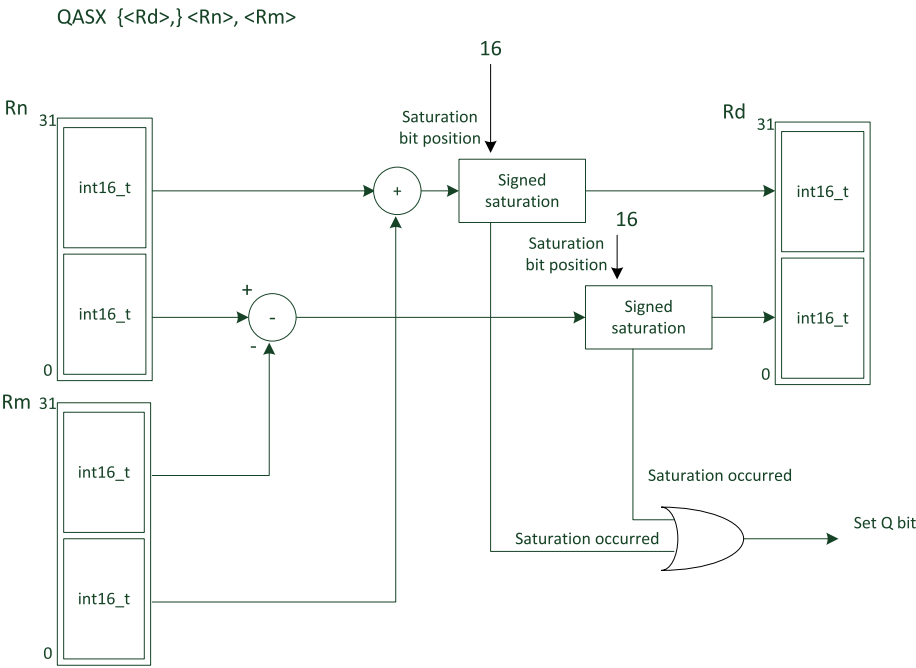 QASX {<Rd>,} <Rn>, <Rm>
16
Rn
31
Saturation
bit position
Rd
31
int16_t
+
Signed
saturation
int16_t
16
Saturation
bit position
+
int16_t
-
Signed
saturation
int16_t
-
0
0
Rm
31
int16_t
Saturation occurred
Set Q bit
Saturation occurred
int16_t
0